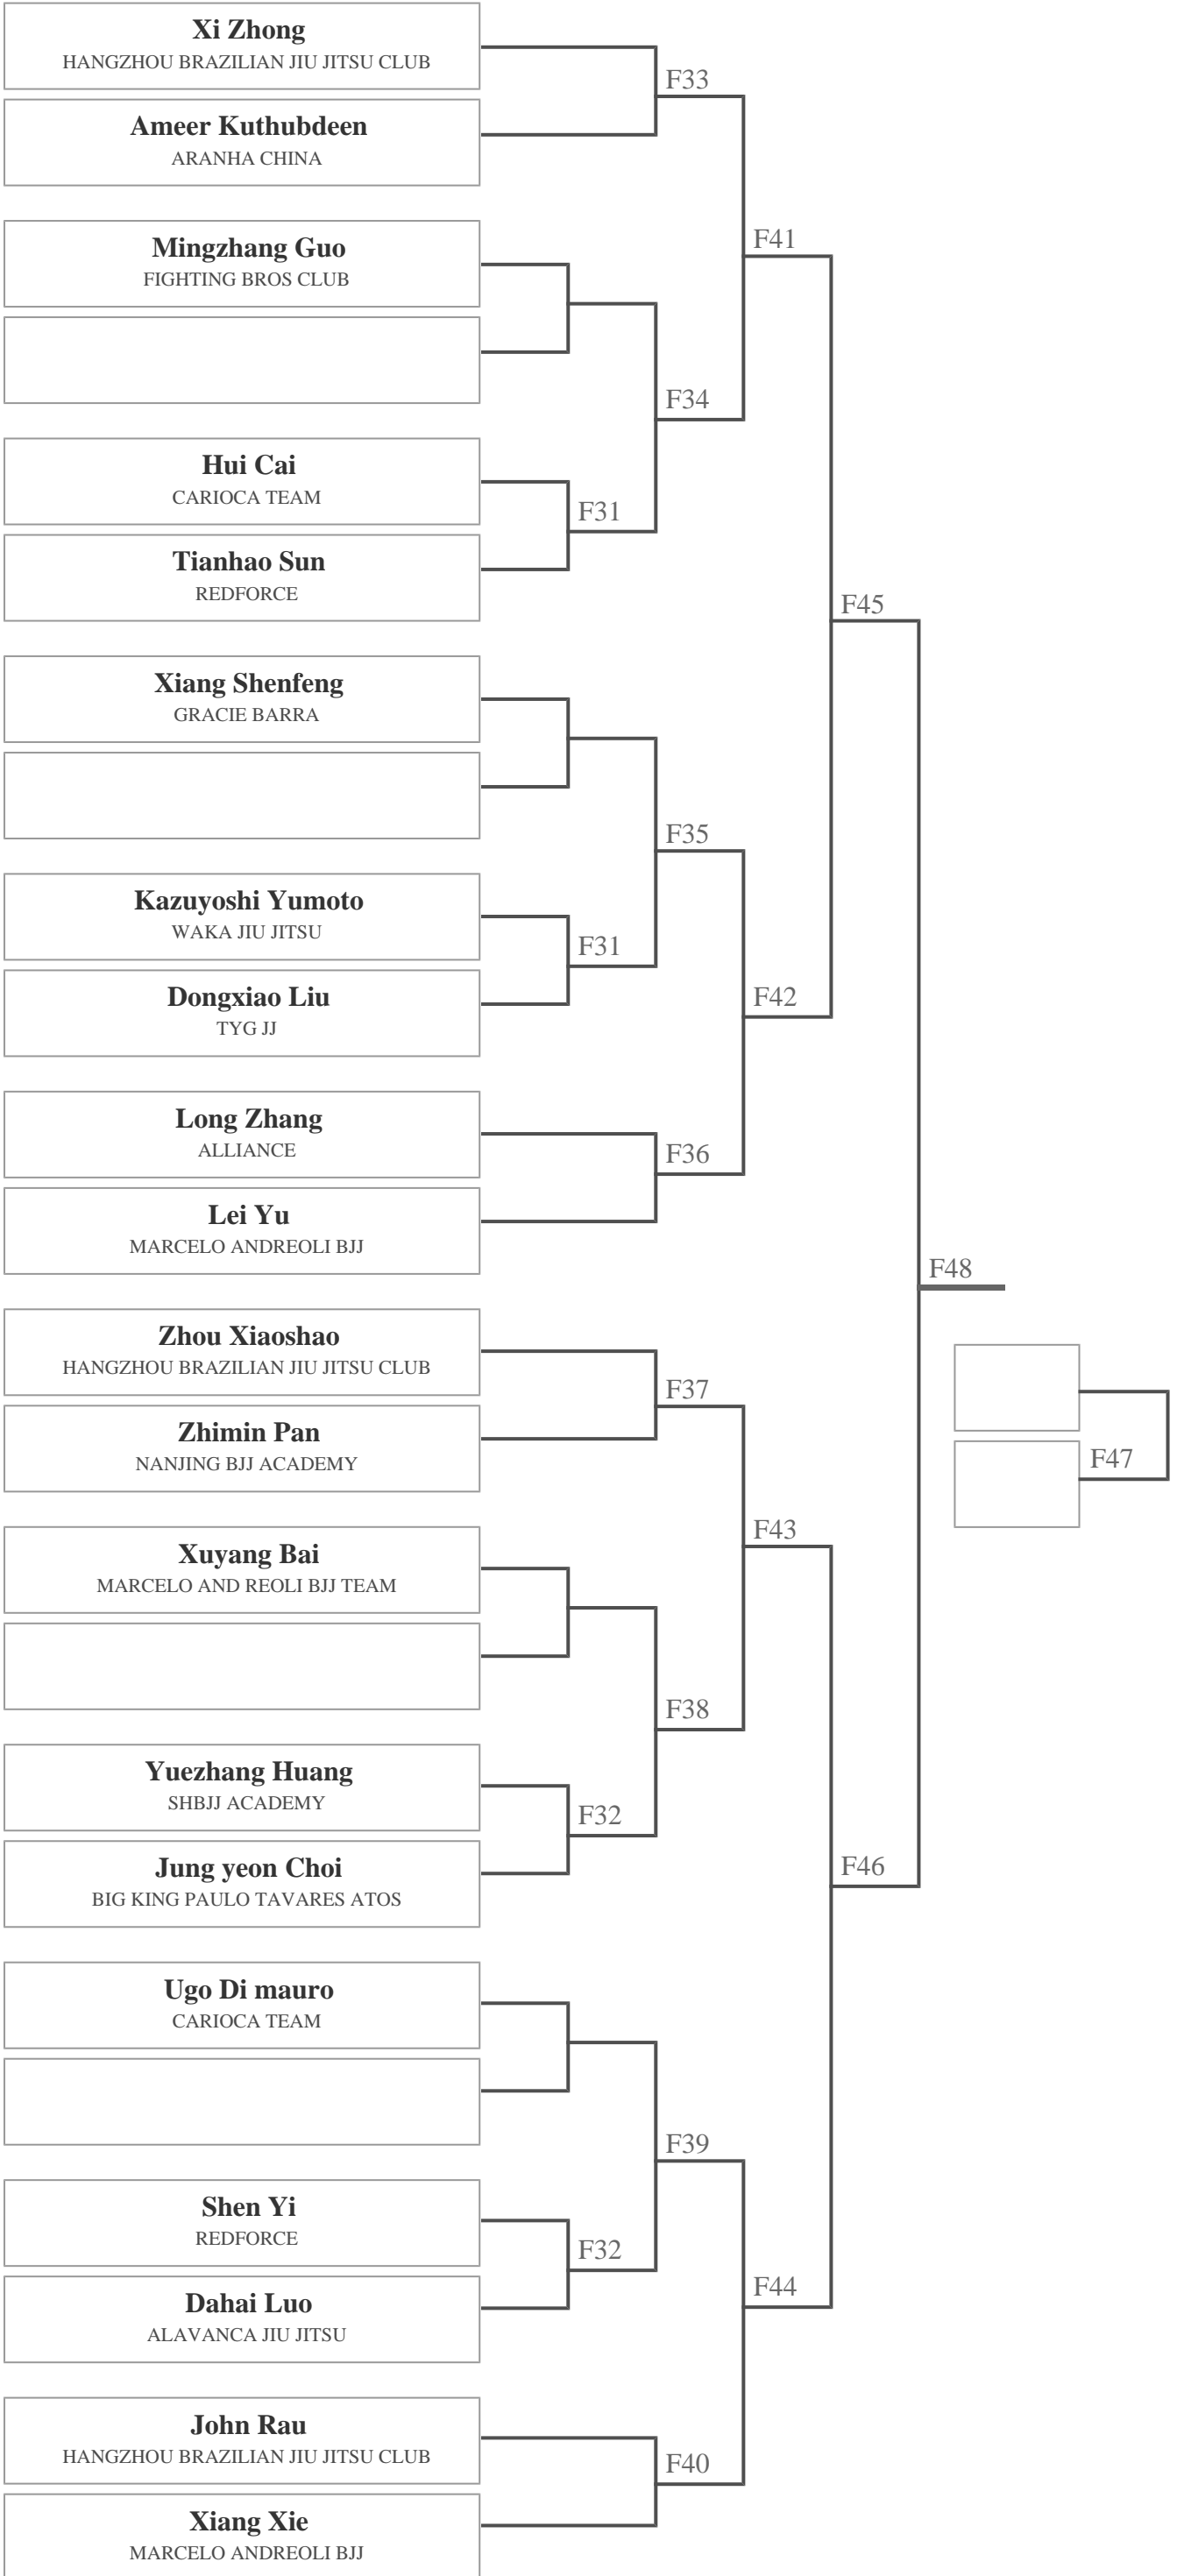 Xi Zhong
HANGZHOU BRAZILIAN JIU JITSU CLUB
F33
Ameer Kuthubdeen
ARANHA CHINA
F41
Mingzhang Guo
FIGHTING BROS CLUB
F34
Hui Cai
CARIOCA TEAM
F31
Tianhao Sun
REDFORCE
F45
Xiang Shenfeng
GRACIE BARRA
F35
Kazuyoshi Yumoto
WAKA JIU JITSU
F31
Dongxiao Liu
TYG JJ
F42
Long Zhang
ALLIANCE
F36
Lei Yu
MARCELO ANDREOLI BJJ
F48
Zhou Xiaoshao
HANGZHOU BRAZILIAN JIU JITSU CLUB
F37
Zhimin Pan
NANJING BJJ ACADEMY
F47
F43
Xuyang Bai
MARCELO AND REOLI BJJ TEAM
F38
Yuezhang Huang
SHBJJ ACADEMY
F32
Jung yeon Choi
BIG KING PAULO TAVARES ATOS
F46
Ugo Di mauro
CARIOCA TEAM
F39
Shen Yi
REDFORCE
F32
Dahai Luo
ALAVANCA JIU JITSU
F44
John Rau
HANGZHOU BRAZILIAN JIU JITSU CLUB
F40
Xiang Xie
MARCELO ANDREOLI BJJ